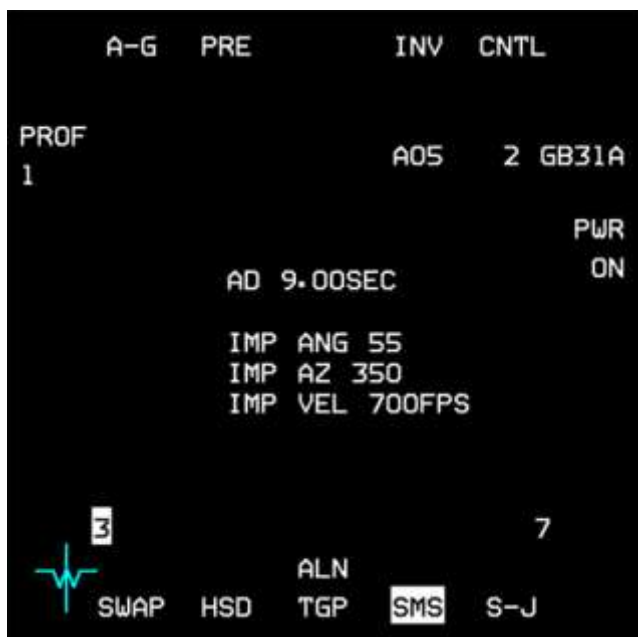 A-G PRE INV CNTL
PROF
1
A05 2 GB31A
PWR
ON
AD 9.00SEC
IMP ANG 55
IMP AZ 350
IMP VEL 700FPS
3 7
ALN
SWAP HSD TGP SMS S-J